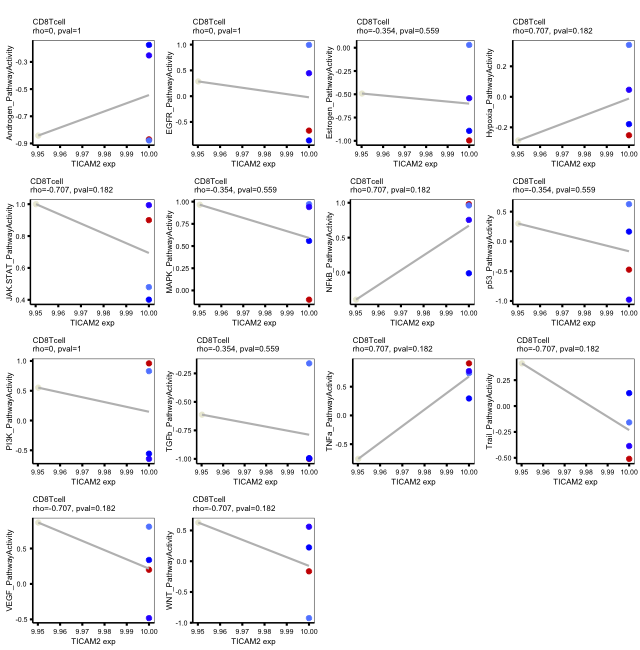 CD8Tcell
rho=0, pval=1
Androgen_PathwayActivity
-0.3
-0.5
-0.7
-0.9
9.95 9.96 9.97 9.98 9.99 10.00
TICAM2 exp
CD8Tcell
rho=0, pval=1
EGFR_PathwayActivity
1.0
0.5
0.0
-0.5
9.95 9.96 9.97 9.98 9.99 10.00
TICAM2 exp
CD8Tcell
rho=-0.354, pval=0.559
Estrogen_PathwayActivity
0.00
-0.25
-0.50
-0.75
-1.00
9.95 9.96 9.97 9.98 9.99 10.00
TICAM2 exp
CD8Tcell
rho=0.707, pval=0.182
Hypoxia_PathwayActivity
0.2
0.0
-0.2
9.95 9.96 9.97 9.98 9.99 10.00
TICAM2 exp
CD8Tcell
rho=-0.707, pval=0.182
JAK.STAT_PathwayActivity
1.0
0.8
0.6
0.4
9.95 9.96 9.97 9.98 9.99 10.00
TICAM2 exp
CD8Tcell
rho=-0.354, pval=0.559
MAPK_PathwayActivity
1.00
0.75
0.50
0.25
0.00
9.95 9.96 9.97 9.98 9.99 10.00
TICAM2 exp
CD8Tcell
rho=0.707, pval=0.182
NFkB_PathwayActivity
1.0
0.5
0.0
9.95 9.96 9.97 9.98 9.99 10.00
TICAM2 exp
CD8Tcell
rho=-0.354, pval=0.559
p53_PathwayActivity
0.5
0.0
-0.5
-1.0
9.95 9.96 9.97 9.98 9.99 10.00
TICAM2 exp
CD8Tcell
rho=0, pval=1
PI3K_PathwayActivity
1.0
0.5
0.0
-0.5
9.95 9.96 9.97 9.98 9.99 10.00
TICAM2 exp
CD8Tcell
rho=-0.354, pval=0.559
TGFb_PathwayActivity
-0.25
-0.50
-0.75
-1.00
9.95 9.96 9.97 9.98 9.99 10.00
TICAM2 exp
CD8Tcell
rho=0.707, pval=0.182
TNFa_PathwayActivity
0.5
0.0
-0.5
9.95 9.96 9.97 9.98 9.99 10.00
TICAM2 exp
CD8Tcell
rho=-0.707, pval=0.182
Trail_PathwayActivity
0.25
0.00
-0.25
-0.50
9.95 9.96 9.97 9.98 9.99 10.00
TICAM2 exp
CD8Tcell
rho=-0.707, pval=0.182
VEGF_PathwayActivity
0.5
0.0
-0.5
9.95 9.96 9.97 9.98 9.99 10.00
TICAM2 exp
CD8Tcell
rho=-0.707, pval=0.182
WNT_PathwayActivity
0.5
0.0
-0.5
-1.0
9.95 9.96 9.97 9.98 9.99 10.00
TICAM2 exp